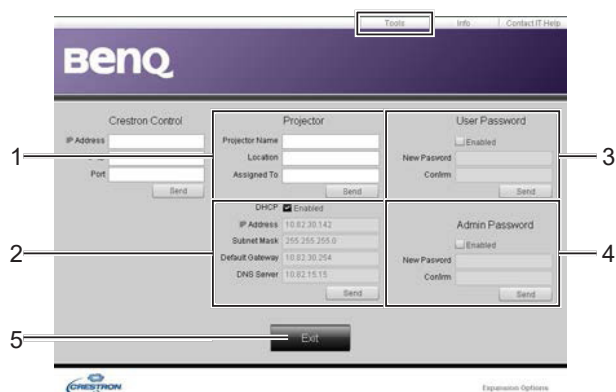 Tools Info Contact IT Help
BenQ
Crestron Control
IP Address
Port
Send
1
Projector
Projector Name
Location
Assigned To
Send
2
DHCP Enabled
IP Address 10.82.30.142
Subnet Mask 255.255.255.0
Default Gateway 10.82.30.254
DNS Server 10.82.15.15
Send
User Password
Enabled
New Pasword
Confirm
Send
3
Admin Password
Enabled
New Pasword
Confirm
Send
4
5
Exit
CRESTRON
Expansion Options